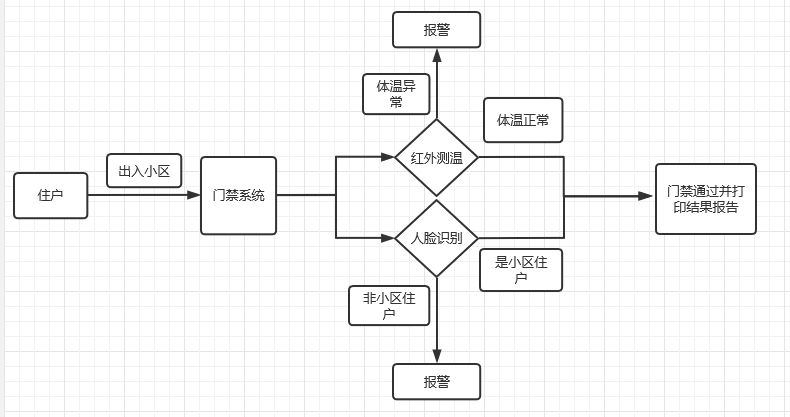 报警
体温异
常
体温正常
红外测温
出入小区
住户
门禁系统
门禁通过并打
印结果报告
人脸识别
是小区住
户
非小区住
户
报警